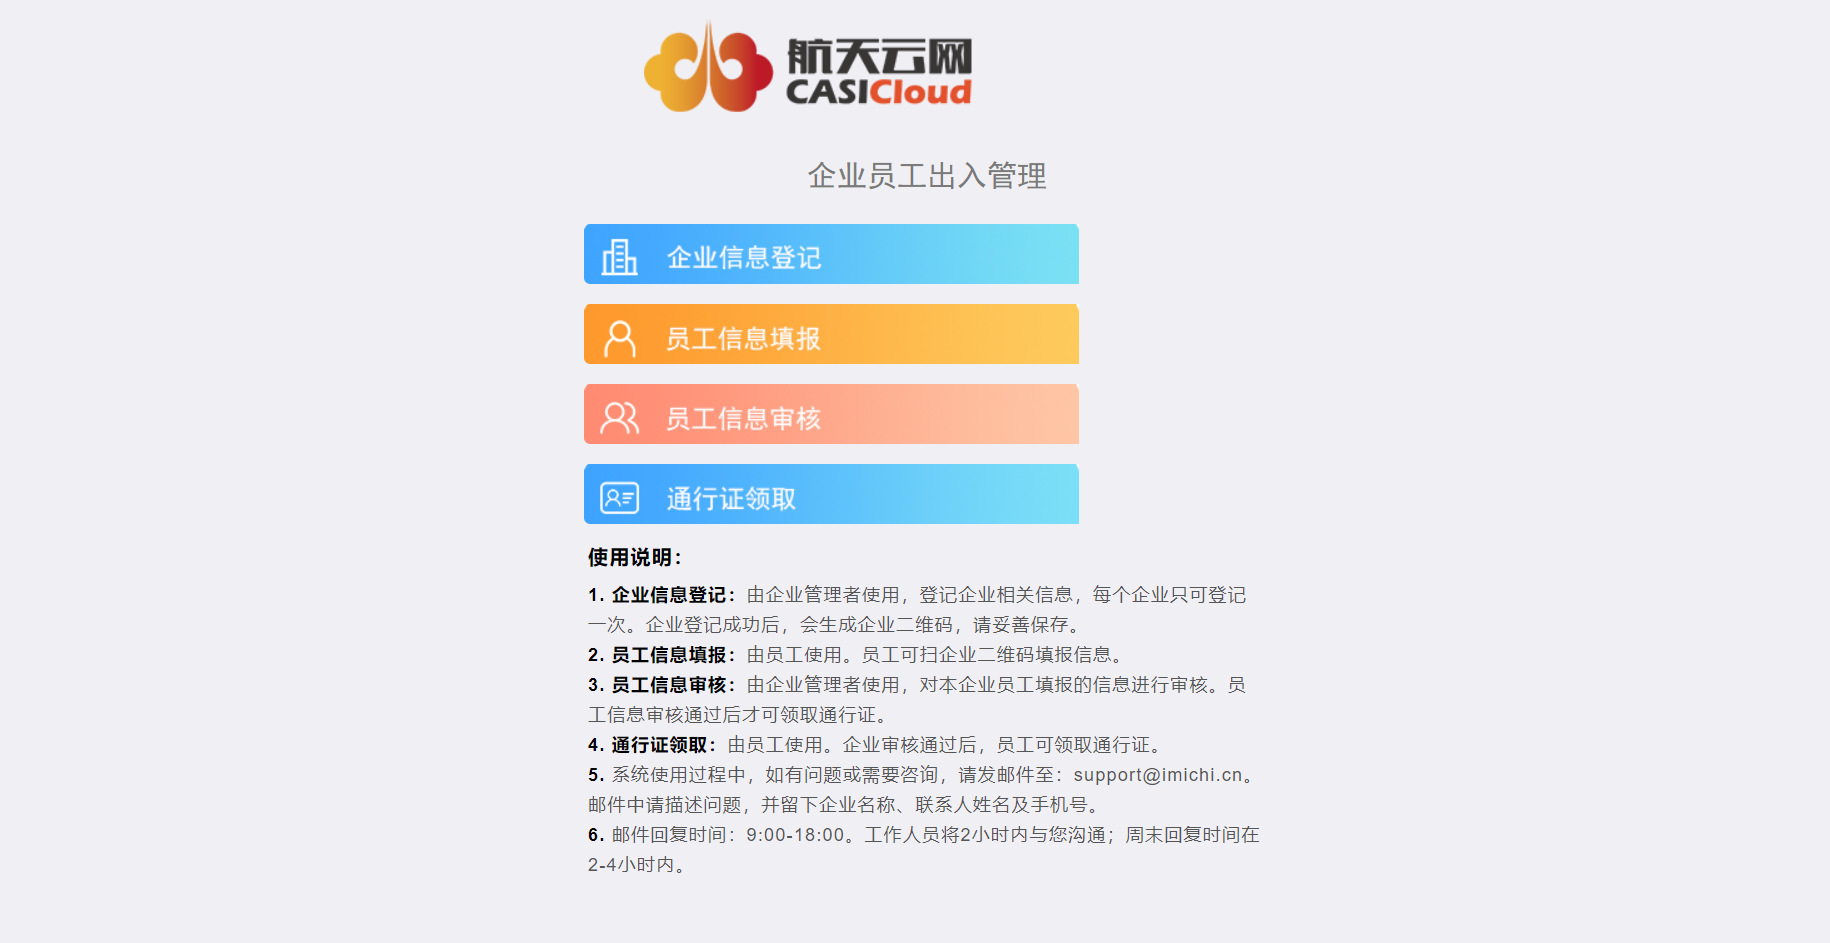 航天云网
CASICloud
企业员工出入管理
企业信息登记
员工信息填报
员工信息审核
通行证领取
使用说明：
1. 企业信息登记：由企业管理者使用，登记企业相关信息，每个企业只可登记
一次。企业登记成功后，会生成企业二维码，请妥善保存。
2. 员工信息填报：由员工使用。员工可扫企业二维码填报信息。
3. 员工信息审核：由企业管理者使用，对本企业员工填报的信息进行审核。员
工信息审核通过后才可领取通行证。
4. 通行证领取：由员工使用。企业审核通过后，员工可领取通行证。
5. 系统使用过程中，如有问题或需要咨询，请发邮件至：support@imichi.cn。
邮件中请描述问题，并留下企业名称、联系人姓名及手机号。
6. 邮件回复时间：9:00-18:00。工作人员将2小时内与您沟通；周末回复时间在
2-4小时内。